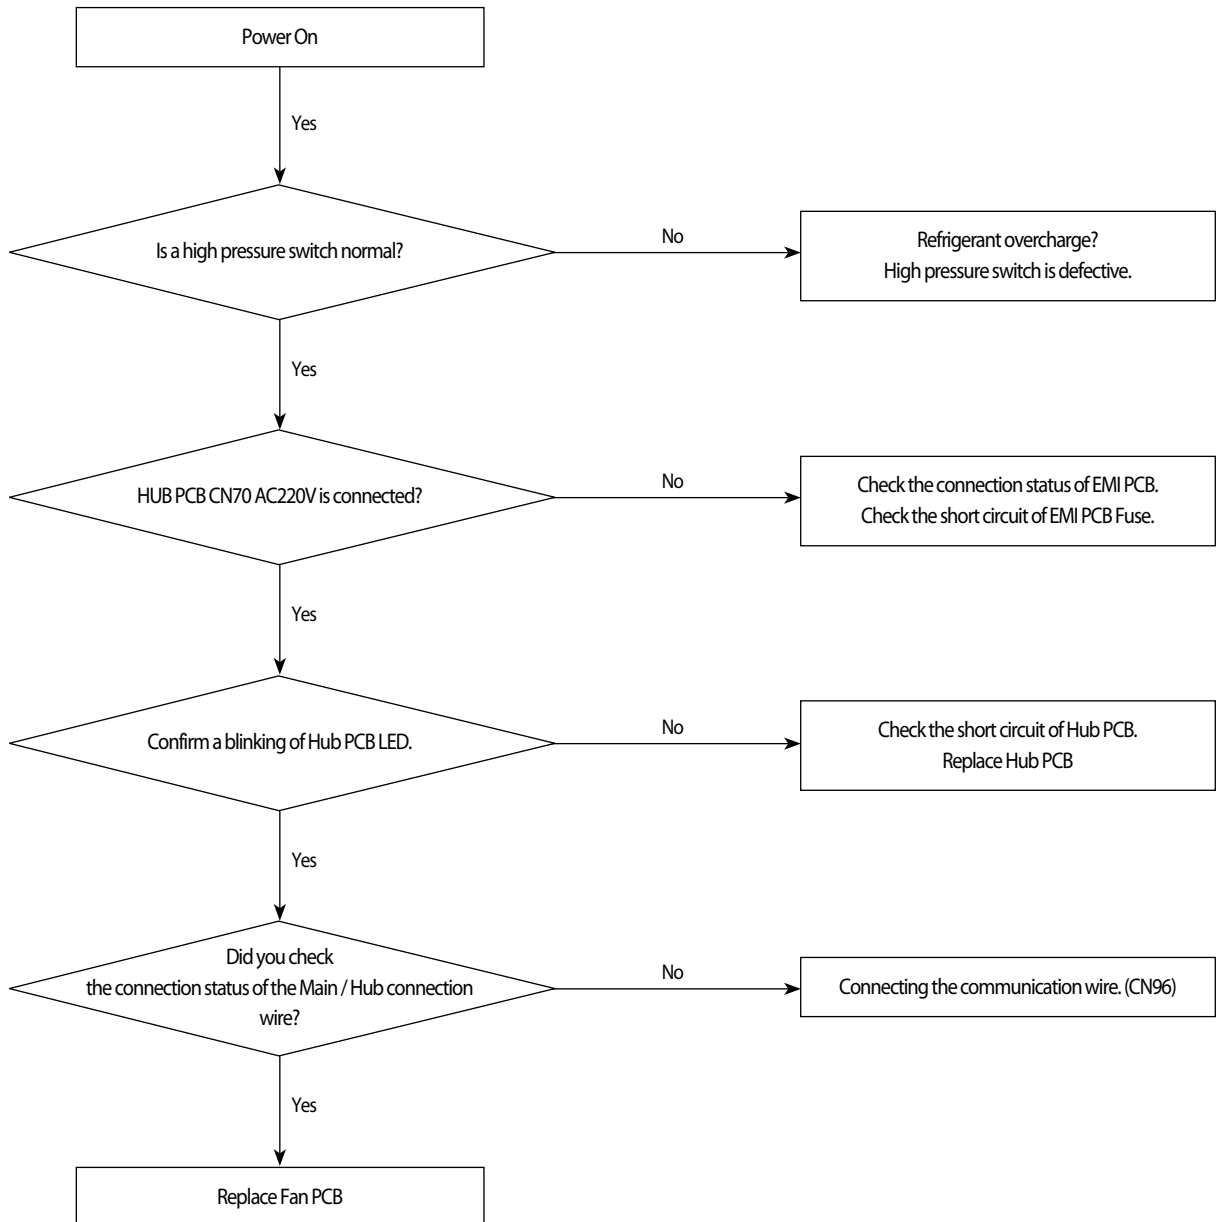 Power On
Yes
Is a high pressure switch normal?
No
Refrigerant overcharge?
High pressure switch is defective.
Yes
HUB PCB CN70 AC220V is connected?
No
Check the connection status of EMI PCB.
Check the short circuit of EMI PCB Fuse.
Yes
Confirm a blinking of Hub PCB LED.
No
Check the short circuit of Hub PCB.
Replace Hub PCB
Yes
Did you check
the connection status of the Main / Hub connection
wire?
No
Connecting the communication wire. (CN96)
Yes
Replace Fan PCB